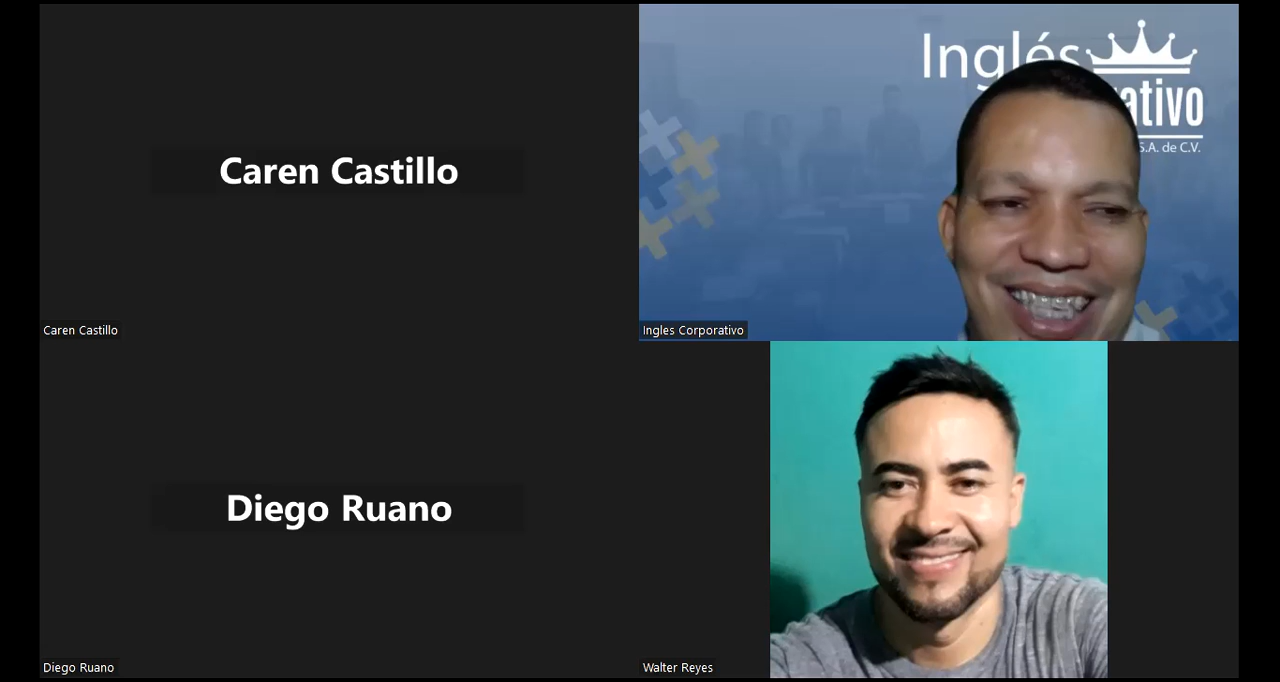 Caren Castillo
Caren Castillo
Inglés
ativo
S.A. de C.V.
Ingles Corporativo
Diego Ruano
Diego Ruano
Walter Reyes